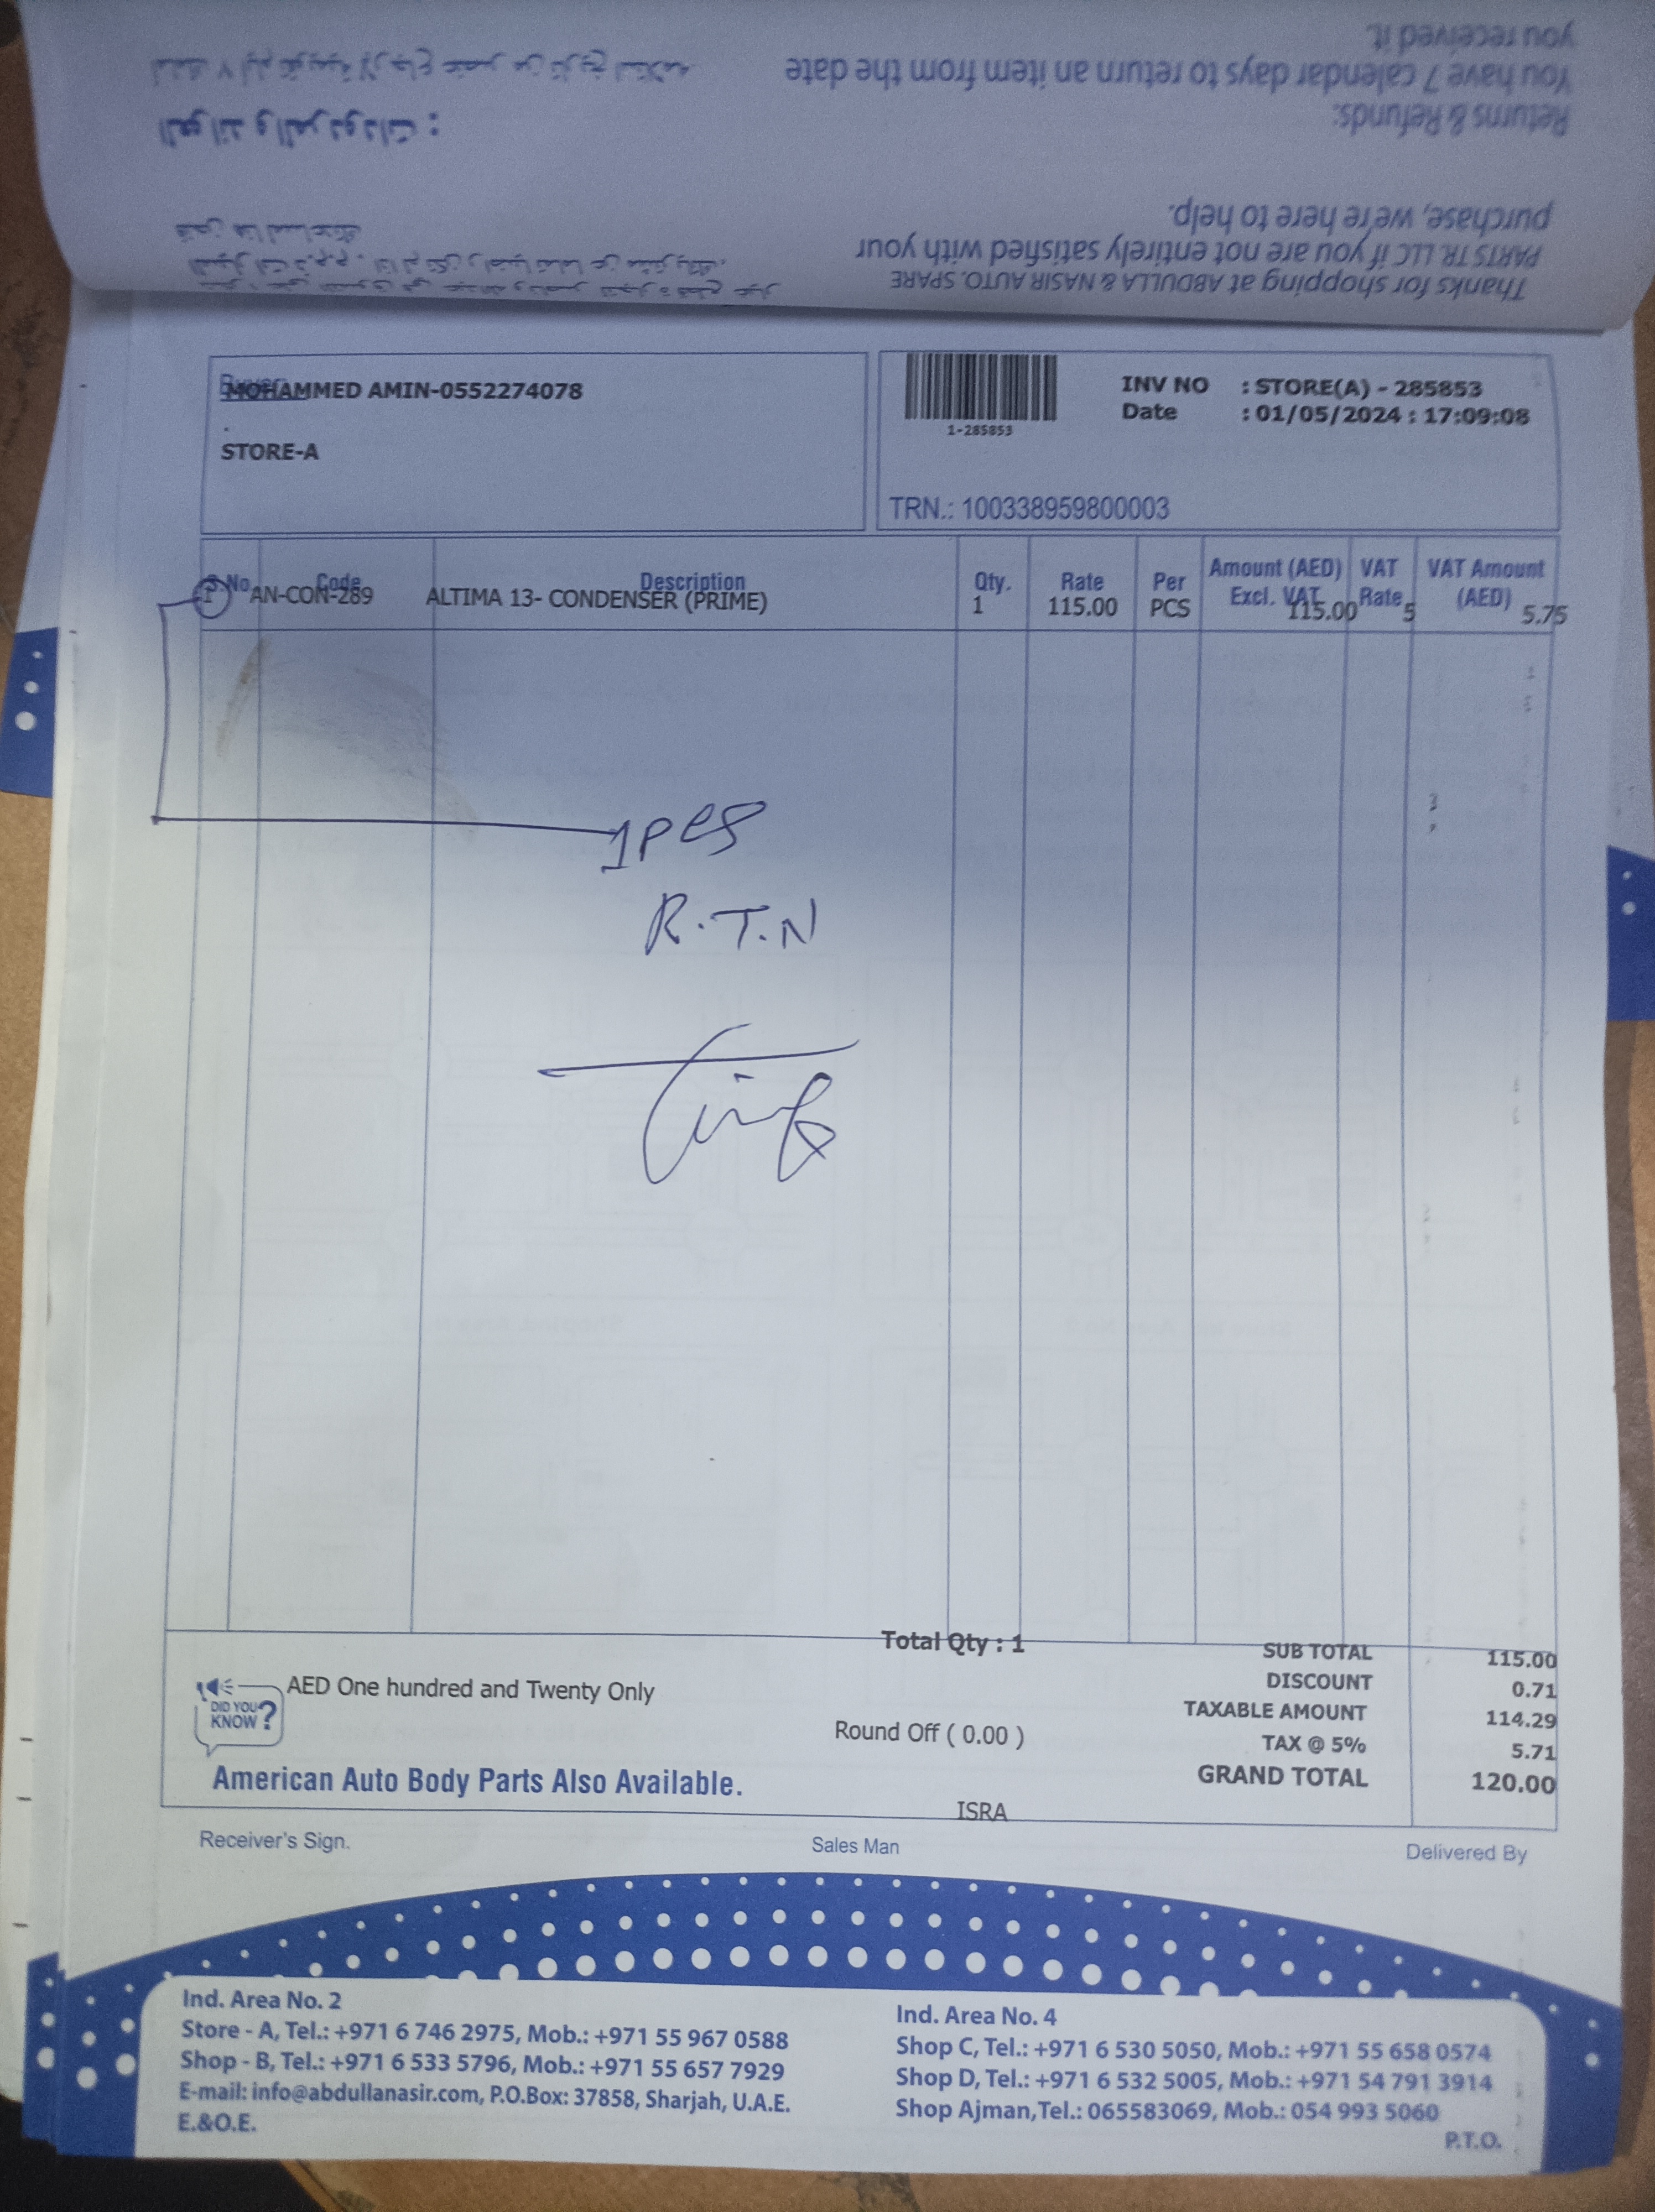 you received it.
You have 7 calendar days to return an item from the date
Returns & Refunds:
العوائد والمردودات :
purchase, we're here to help.
PARTS TR. LLC If you are not entirely satisfied with your
Thanks for shopping at ABDULLA & NASIR AUTO. SPARE
Buyer
MOHAMMED AMIN-0552274078
.
STORE-A
1-285853
INV NO : STORE(A) - 285853
Date : 01/05/2024 : 17:09:08
TRN.: 100338959800003
S.No. Code Description Qty. Rate Per Amount (AED) Excl. VAT VAT Rate VAT Amount (AED)
1 AN-CON-289 ALTIMA 13- CONDENSER (PRIME) 1 115.00 PCS 115.00 5 5.75
1 PCS
R.T.N
Total Qty : 1
SUB TOTAL 115.00
DISCOUNT 0.71
TAXABLE AMOUNT 114.29
TAX @ 5% 5.71
GRAND TOTAL 120.00
DID YOU KNOW ?
AED One hundred and Twenty Only
Round Off ( 0.00 )
American Auto Body Parts Also Available.
ISRA
Receiver's Sign.
Sales Man
Delivered By
Ind. Area No. 2
Store - A, Tel.: +971 6 746 2975, Mob.: +971 55 967 0588
Shop - B, Tel.: +971 6 533 5796, Mob.: +971 55 657 7929
E-mail: info@abdullanasir.com, P.O.Box: 37858, Sharjah, U.A.E.
E.&O.E.
Ind. Area No. 4
Shop C, Tel.: +971 6 530 5050, Mob.: +971 55 658 0574
Shop D, Tel.: +971 6 532 5005, Mob.: +971 54 791 3914
Shop Ajman,Tel.: 065583069, Mob.: 054 993 5060
P.T.O.